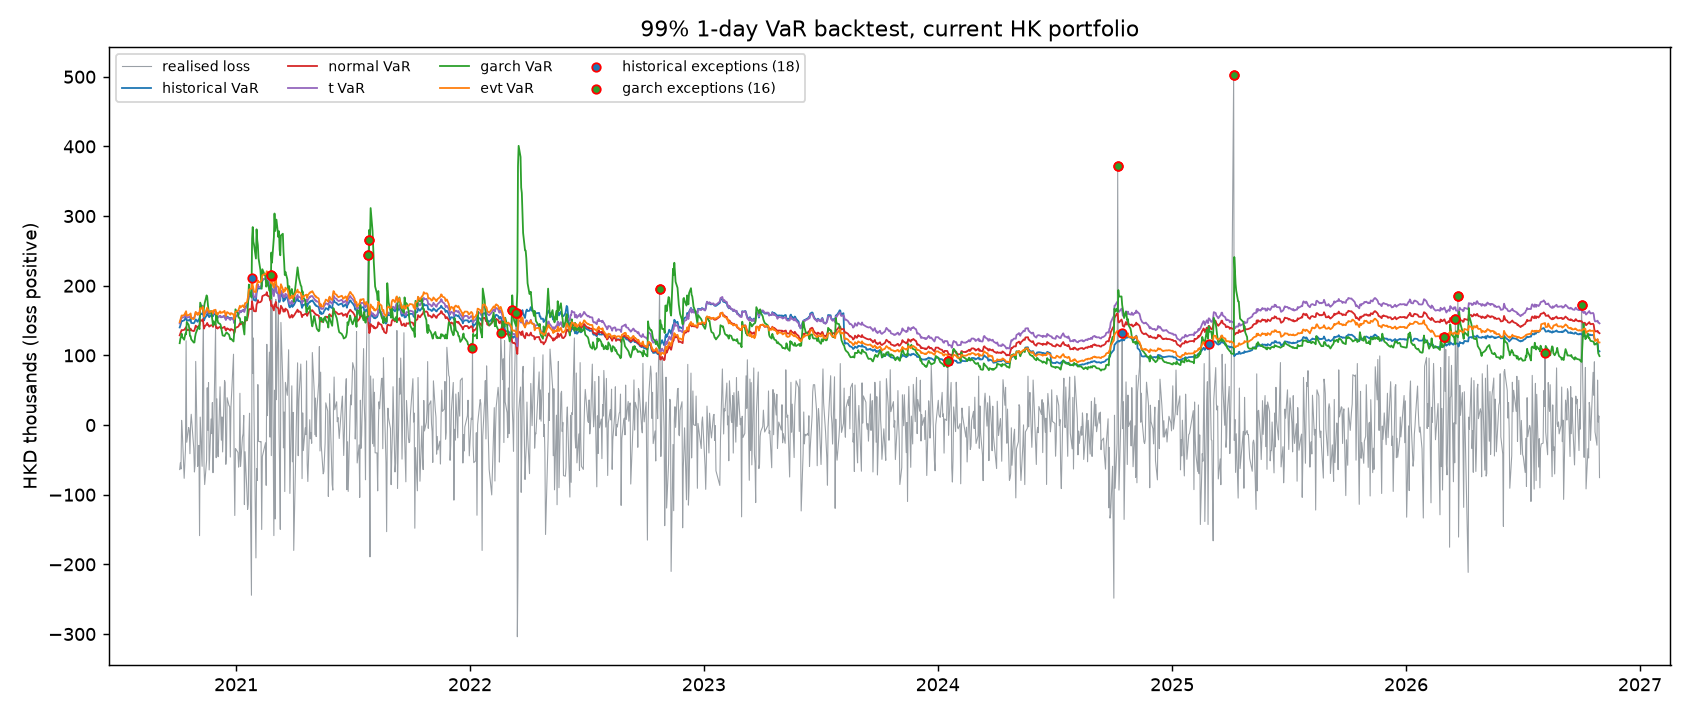 99% 1-day VaR backtest, current HK portfolio
realised loss
historical VaR
normal VaR
t VaR
garch VaR
evt VaR
historical exceptions (18)
garch exceptions (16)
HKD thousands (loss positive)
500
400
300
200
100
0
−100
−200
−300
2021 2022 2023 2024 2025 2026 2027